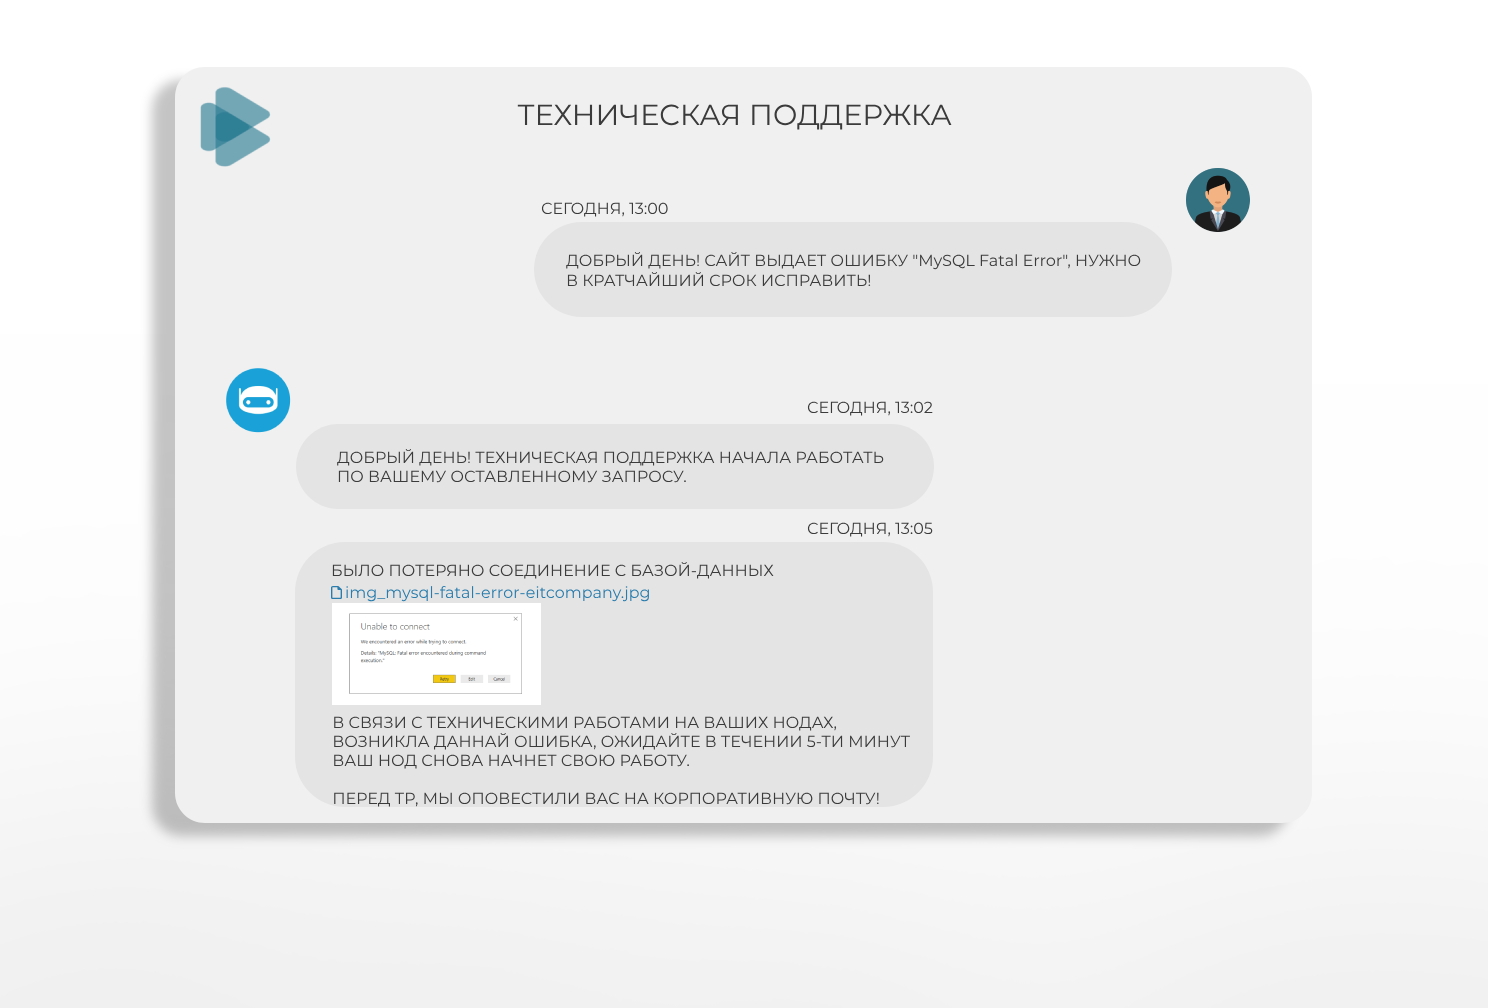 ТЕХНИЧЕСКАЯ ПОДДЕРЖКА
СЕГОДНЯ, 13:00
ДОБРЫЙ ДЕНЬ! САЙТ ВЫДАЕТ ОШИБКУ "MySQL Fatal Error", НУЖНО
В КРАТЧАЙШИЙ СРОК ИСПРАВИТЬ!
СЕГОДНЯ, 13:02
ДОБРЫЙ ДЕНЬ! ТЕХНИЧЕСКАЯ ПОДДЕРЖКА НАЧАЛА РАБОТАТЬ
ПО ВАШЕМУ ОСТАВЛЕННОМУ ЗАПРОСУ.
СЕГОДНЯ, 13:05
БЫЛО ПОТЕРЯНО СОЕДИНЕНИЕ С БАЗОЙ-ДАННЫХ
img_mysql-fatal-error-eitcompany.jpg
Unable to connect
We encountered an error while trying to connect.
Details: "MySQL: Fatal error encountered during command
execution."
Retry Edit Cancel
В СВЯЗИ С ТЕХНИЧЕСКИМИ РАБОТАМИ НА ВАШИХ НОДАХ,
ВОЗНИКЛА ДАННАЙ ОШИБКА, ОЖИДАЙТЕ В ТЕЧЕНИИ 5-ТИ МИНУТ
ВАШ НОД СНОВА НАЧНЕТ СВОЮ РАБОТУ.
ПЕРЕД ТР, МЫ ОПОВЕСТИЛИ ВАС НА КОРПОРАТИВНУЮ ПОЧТУ!